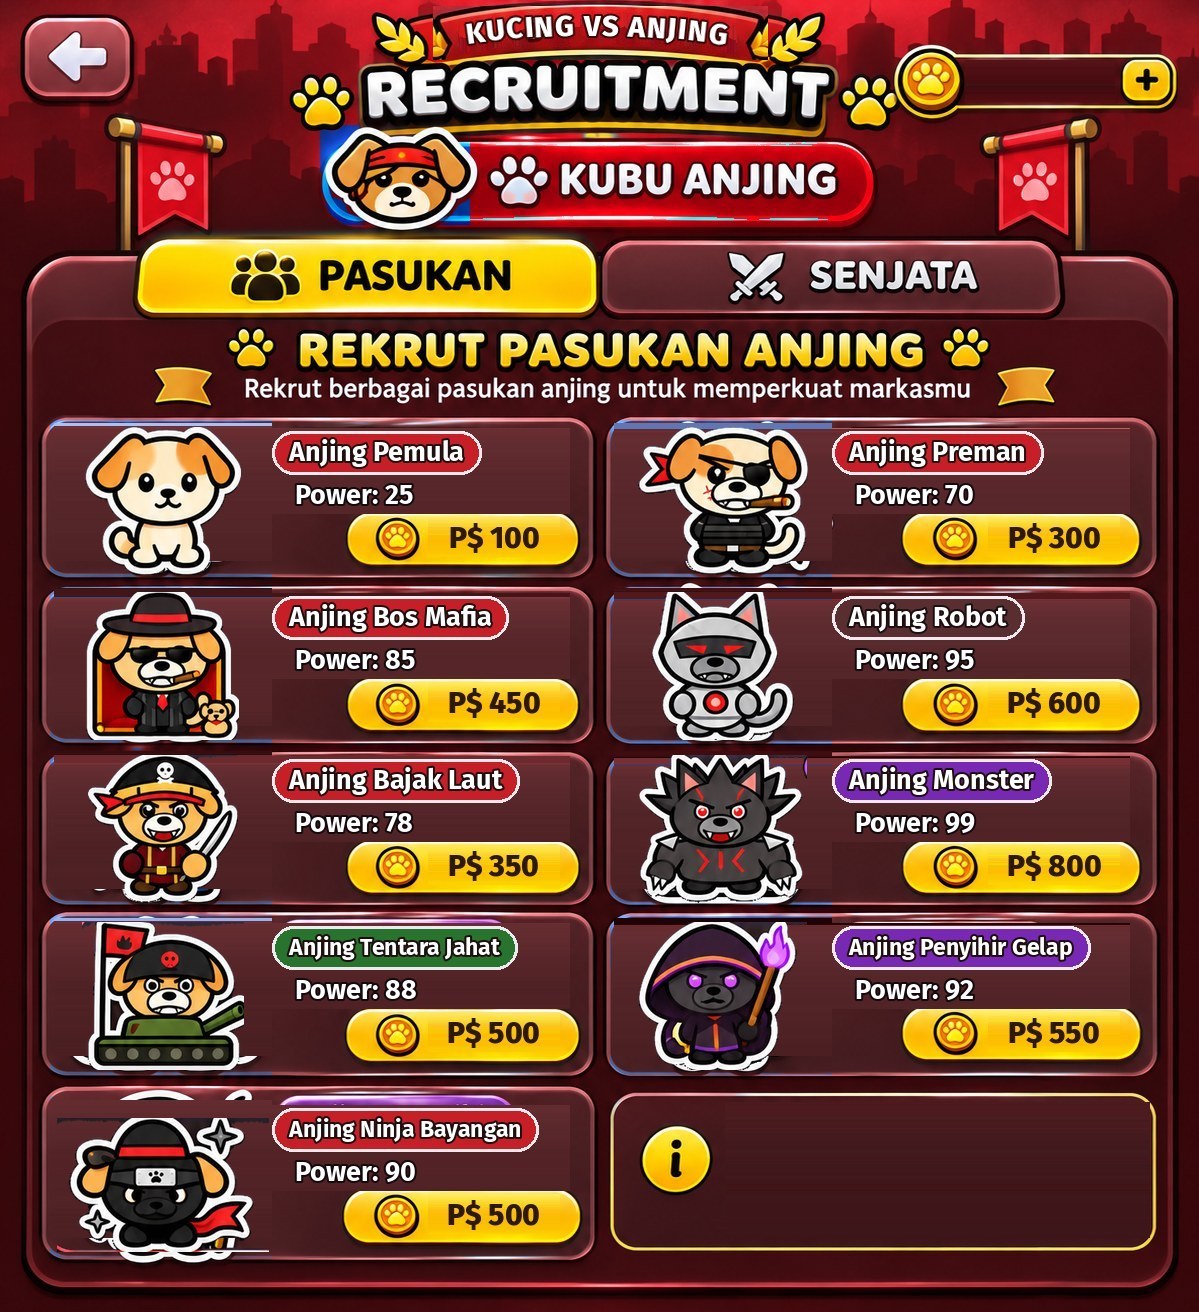 KUCING VS ANJING
RECRUITMENT
+
KUBU ANJING
PASUKAN
SENJATA
REKRUT PASUKAN ANJING
Rekrut berbagai pasukan anjing untuk memperkuat markasmu
Anjing Pemula
Power: 25
P$ 100
Anjing Preman
Power: 70
P$ 300
Anjing Bos Mafia
Power: 85
P$ 450
Anjing Robot
Power: 95
P$ 600
Anjing Bajak Laut
Power: 78
P$ 350
Anjing Monster
Power: 99
P$ 800
Anjing Tentara Jahat
Power: 88
P$ 500
Anjing Penyihir Gelap
Power: 92
P$ 550
Anjing Ninja Bayangan
Power: 90
P$ 500
i